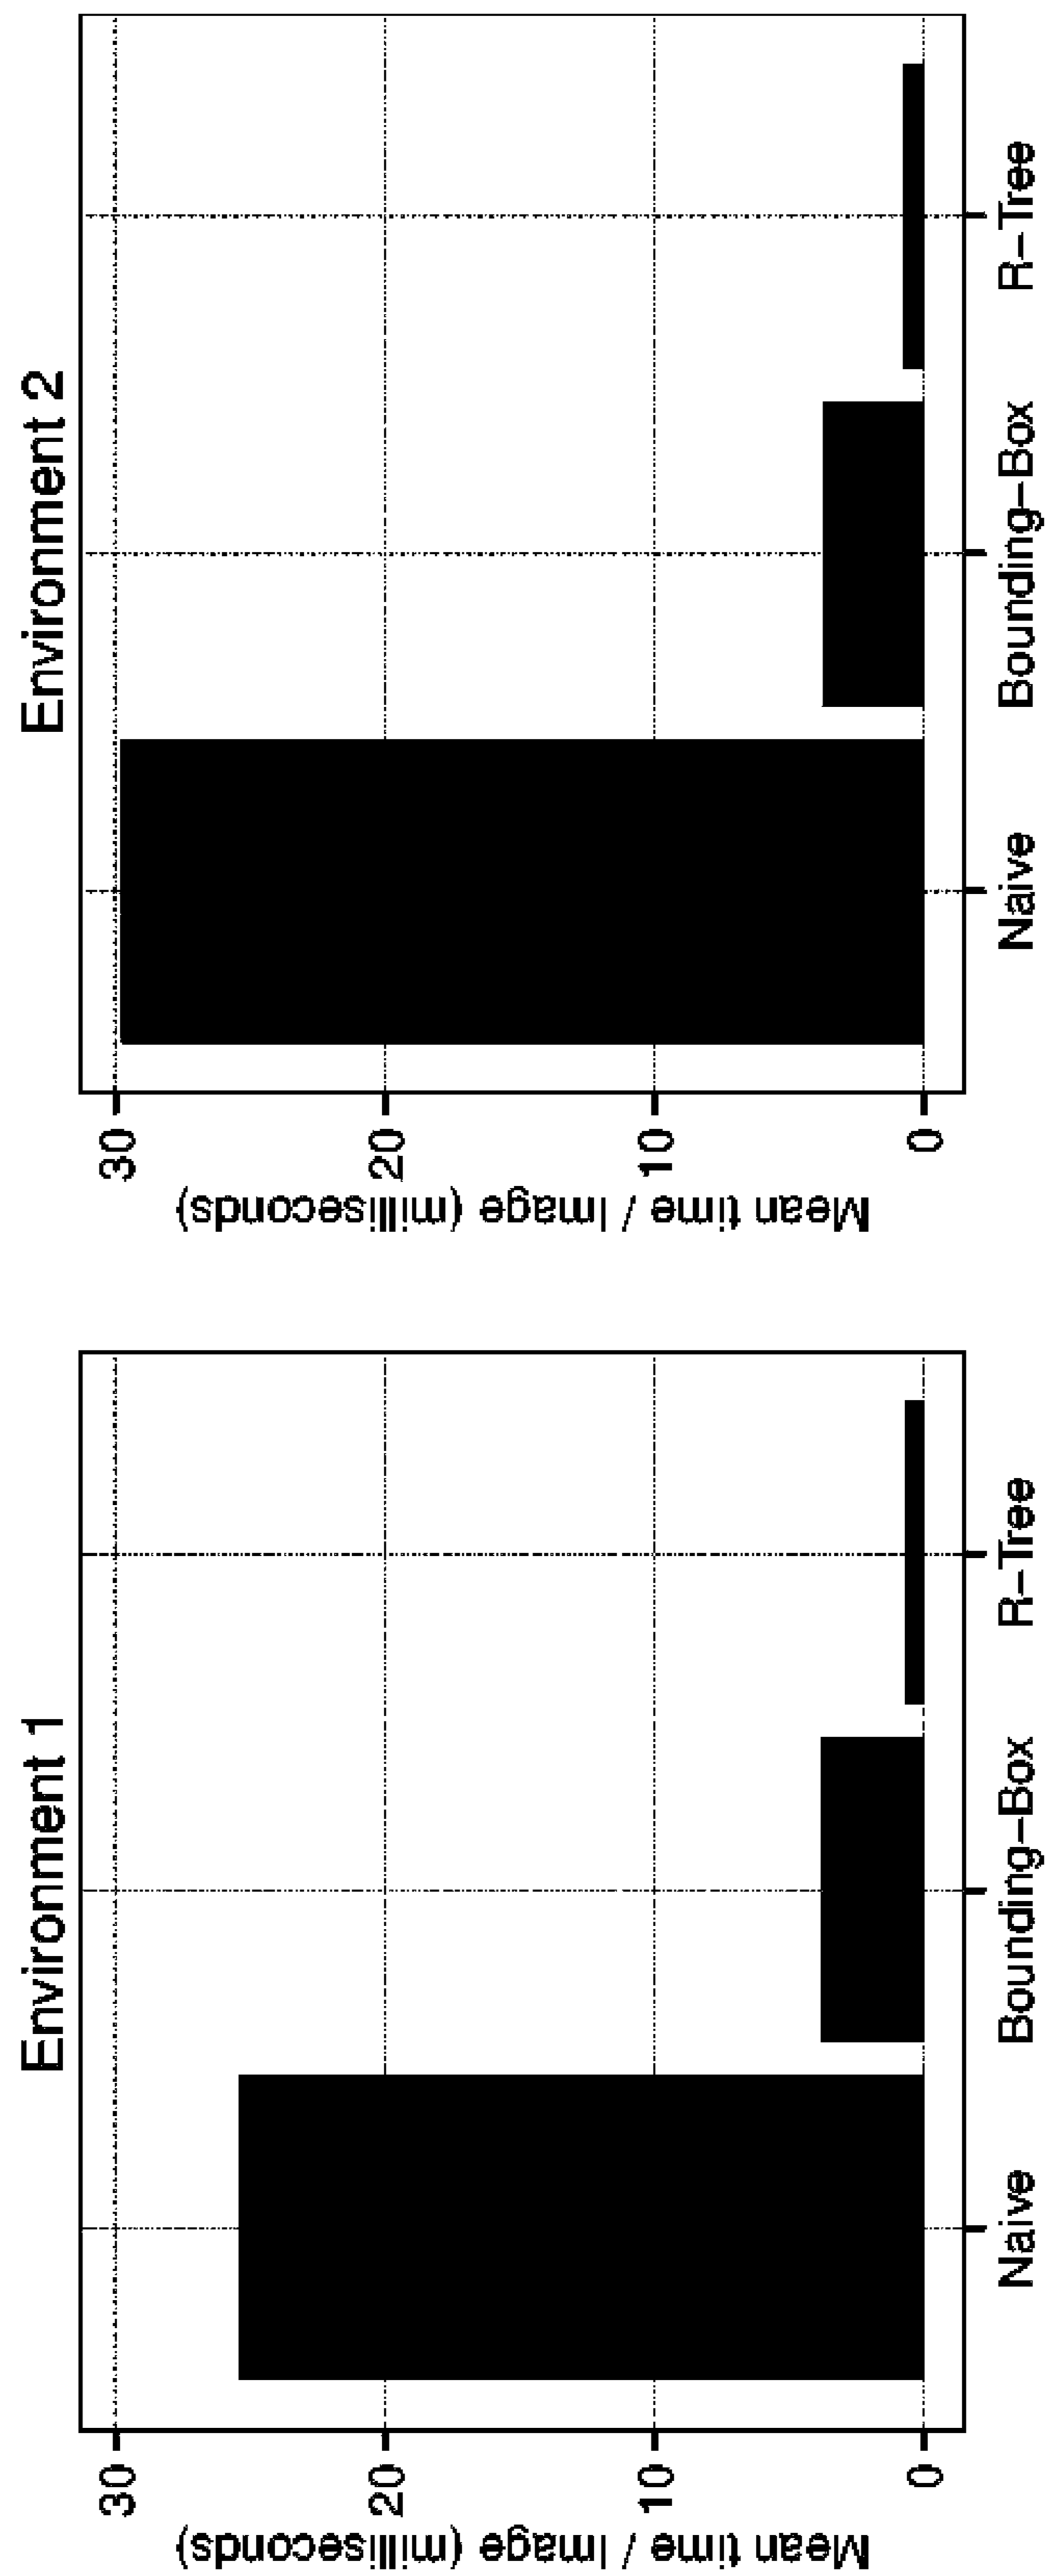 Environment 1
Mean time / Image (milliseconds)
30
20
10
0
Naive
Bounding-Box
R-Tree
Environment 2
Mean time / Image (milliseconds)
30
20
10
0
Naive
Bounding-Box
R-Tree